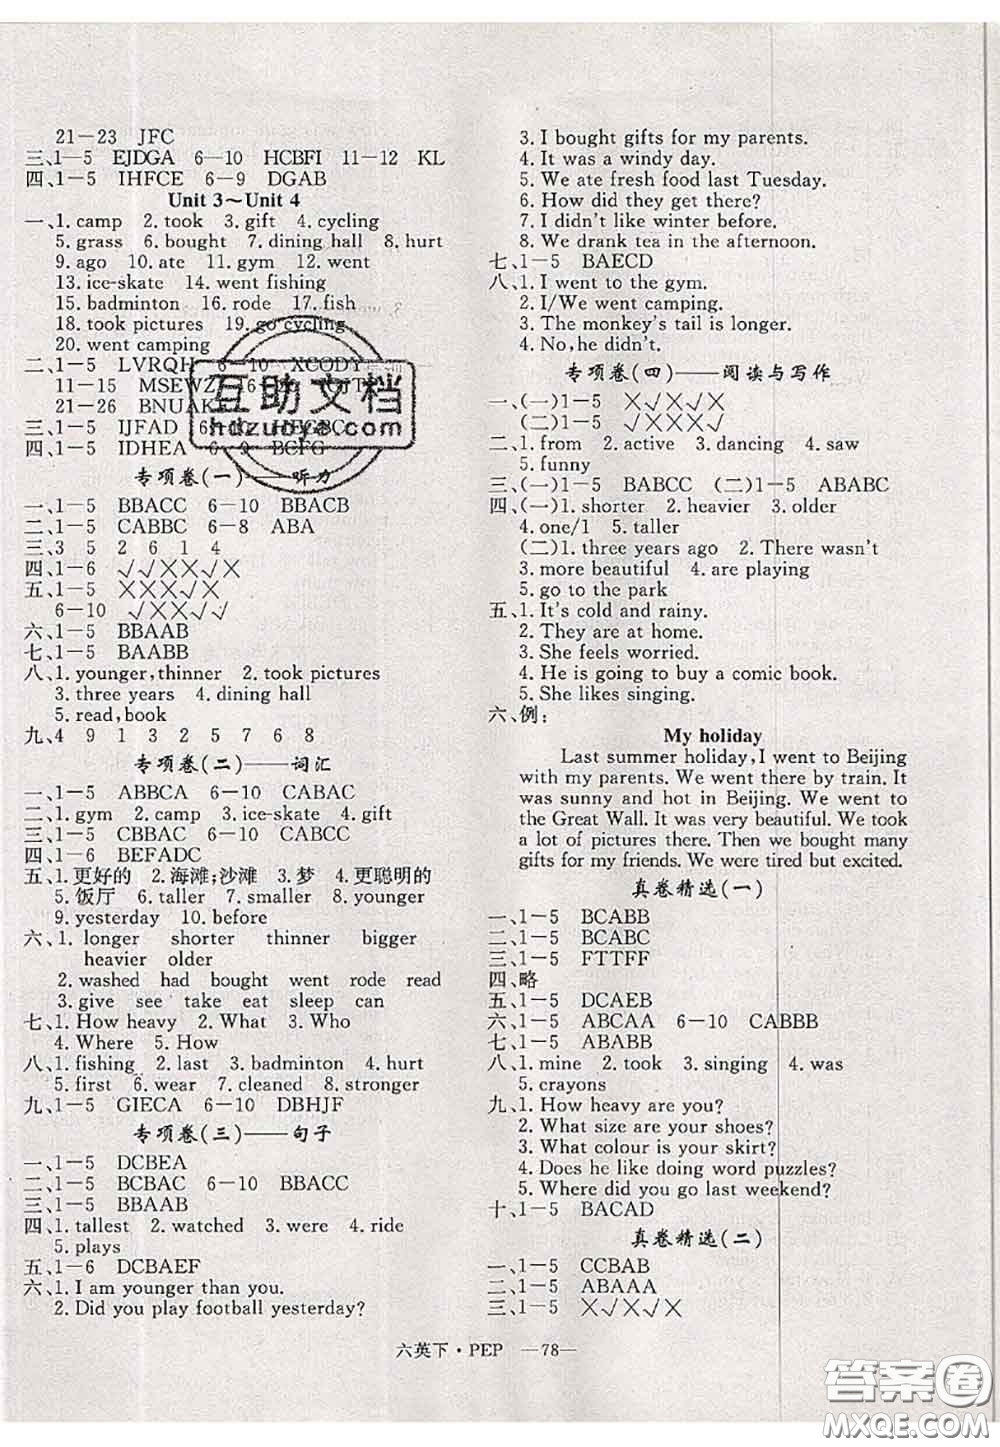 21－23 JFC
三、1－5 EJDGA 6－10 HCBFI 11－12 KL
四、1－5 IHFCE 6－9 DGAB
Unit 3～Unit 4
一、1. camp 2. took 3. gift 4. cycling
5. grass 6. bought 7. dining hall 8. hurt
9. ago 10. ate 11. gym 12. went
13. ice-skate 14. went fishing
15. badminton 16. rode 17. fish
18. took pictures 19. go cycling
20. went camping
二、1－5 LVRQH 6－10 XCODY
11－15 MSEWZ 16－
21－26 BNUAK
三、1－5 IJFAD 6－10 HEGBC
四、1－5 IDHEA 6－9 BCFG
专项卷(一)——听力
一、1－5 BBACC 6－10 BBACB
二、1－5 CABBC 6－8 ABA
三、3 5 2 6 1 4
四、1－6 √√××√×
五、1－5 ×××√×
6－10 √××√√
六、1－5 BBAAB
七、1－5 BAABB
八、1. younger,thinner 2. took pictures
3. three years 4. dining hall
5. read,book
九、4 9 1 3 2 5 7 6 8
专项卷(二)——词汇
一、1－5 ABBCA 6－10 CABAC
二、1. gym 2. camp 3. ice-skate 4. gift
三、1－5 CBBAC 6－10 CABCC
四、1－6 BEFADC
五、1. 更好的 2. 海滩;沙滩 3. 梦 4. 更聪明的
5. 饭厅 6. taller 7. smaller 8. younger
9. yesterday 10. before
六、1. longer shorter thinner bigger
heavier older
2. washed had bought went rode read
3. give see take eat sleep can
七、1. How heavy 2. What 3. Who
4. Where 5. How
八、1. fishing 2. last 3. badminton 4. hurt
5. first 6. wear 7. cleaned 8. stronger
九、1－5 GIECA 6－10 DBHJF
专项卷(三)——句子
一、1－5 DCBEA
二、1－5 BCBAC 6－10 BBACC
三、1－5 BBAAB
四、1. tallest 2. watched 3. were 4. ride
5. plays
五、1－6 DCBAEF
六、1. I am younger than you.
2. Did you play football yesterday?
3. I bought gifts for my parents.
4. It was a windy day.
5. We ate fresh food last Tuesday.
6. How did they get there?
7. I didn't like winter before.
8. We drank tea in the afternoon.
七、1－5 BAECD
八、1. I went to the gym.
2. I/We went camping.
3. The monkey's tail is longer.
4. No, he didn't.
专项卷(四)——阅读与写作
一、(一)1－5 ×√×√×
(二)1－5 √××√√
二、1. from 2. active 3. dancing 4. saw
5. funny
三、(一)1－5 BABCC (二)1－5 ABABC
四、(一)1. shorter 2. heavier 3. older
4. one/1 5. taller
(二)1. three years ago 2. There wasn't
3. more beautiful 4. are playing
5. go to the park
五、1. It's cold and rainy.
2. They are at home.
3. She feels worried.
4. He is going to buy a comic book.
5. She likes singing.
六、例:
My holiday
Last summer holiday,I went to Beijing
with my parents. We went there by train. It
was sunny and hot in Beijing. We went to
the Great Wall. It was very beautiful. We took
a lot of pictures there. Then we bought many
gifts for my friends. We were tired but excited.
真卷精选(一)
一、1－5 BCABB
二、1－5 BCABC
三、1－5 FTTFF
四、略
五、1－5 DCAEB
六、1－5 ABCAA 6－10 CABBB
七、1－5 ABABB
八、1. mine 2. took 3. singing 4. was
5. crayons
九、1. How heavy are you?
2. What size are your shoes?
3. What colour is your skirt?
4. Does he like doing word puzzles?
5. Where did you go last weekend?
十、1－5 BACAD
真卷精选(二)
一、1－5 CCBAB
二、1－5 ABAAA
三、1－5 ×√×√×
六英下·PEP —78—
互助文档
hdzuoye.com
答案圈
MXQE.COM